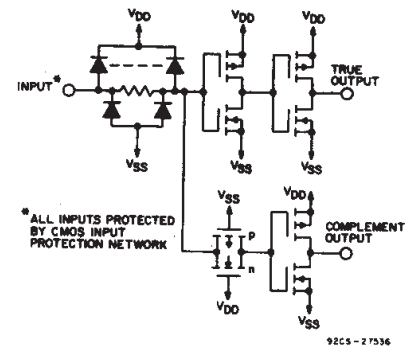 VDD
VDD
VDD
INPUT*
TRUE
OUTPUT
VSS
VSS
VSS
*ALL INPUTS PROTECTED
BY CMOS INPUT
PROTECTION NETWORK
VSS
p
n
VDD
VDD
COMPLEMENT
OUTPUT
VSS
92CS-27536